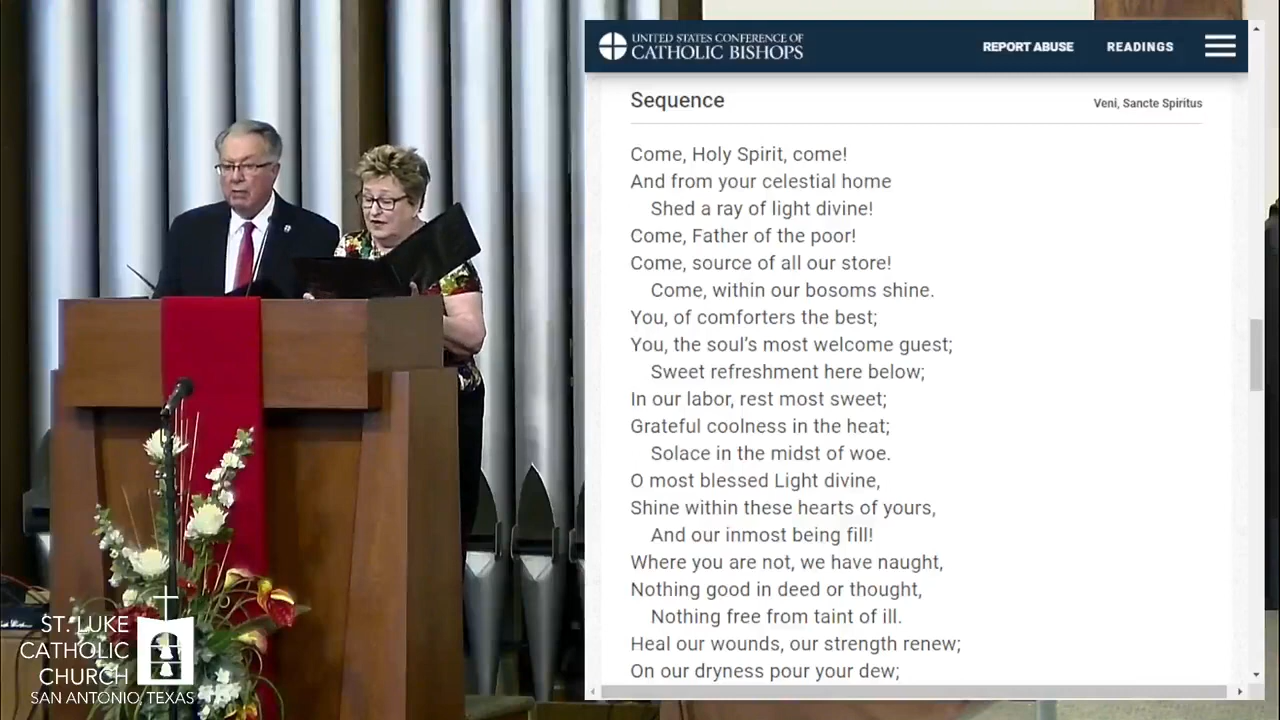 UNITED STATES CONFERENCE OF
CATHOLIC BISHOPS
REPORT ABUSE
READINGS
Sequence
Veni, Sancte Spiritus
Come, Holy Spirit, come!
And from your celestial home
Shed a ray of light divine!
Come, Father of the poor!
Come, source of all our store!
Come, within our bosoms shine.
You, of comforters the best;
You, the soul’s most welcome guest;
Sweet refreshment here below;
In our labor, rest most sweet;
Grateful coolness in the heat;
Solace in the midst of woe.
O most blessed Light divine,
Shine within these hearts of yours,
And our inmost being fill!
Where you are not, we have naught,
Nothing good in deed or thought,
Nothing free from taint of ill.
Heal our wounds, our strength renew;
On our dryness pour your dew;
ST. LUKE
CATHOLIC
CHURCH
SAN ANTONIO, TEXAS